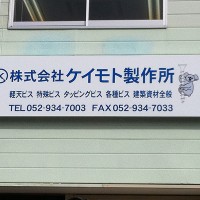 株式会社ケイモト製作所
経天ビス 特殊ビス タッピングビス 各種ビス 建築資材全般
TEL 052-934-7003 FAX 052-934-7033